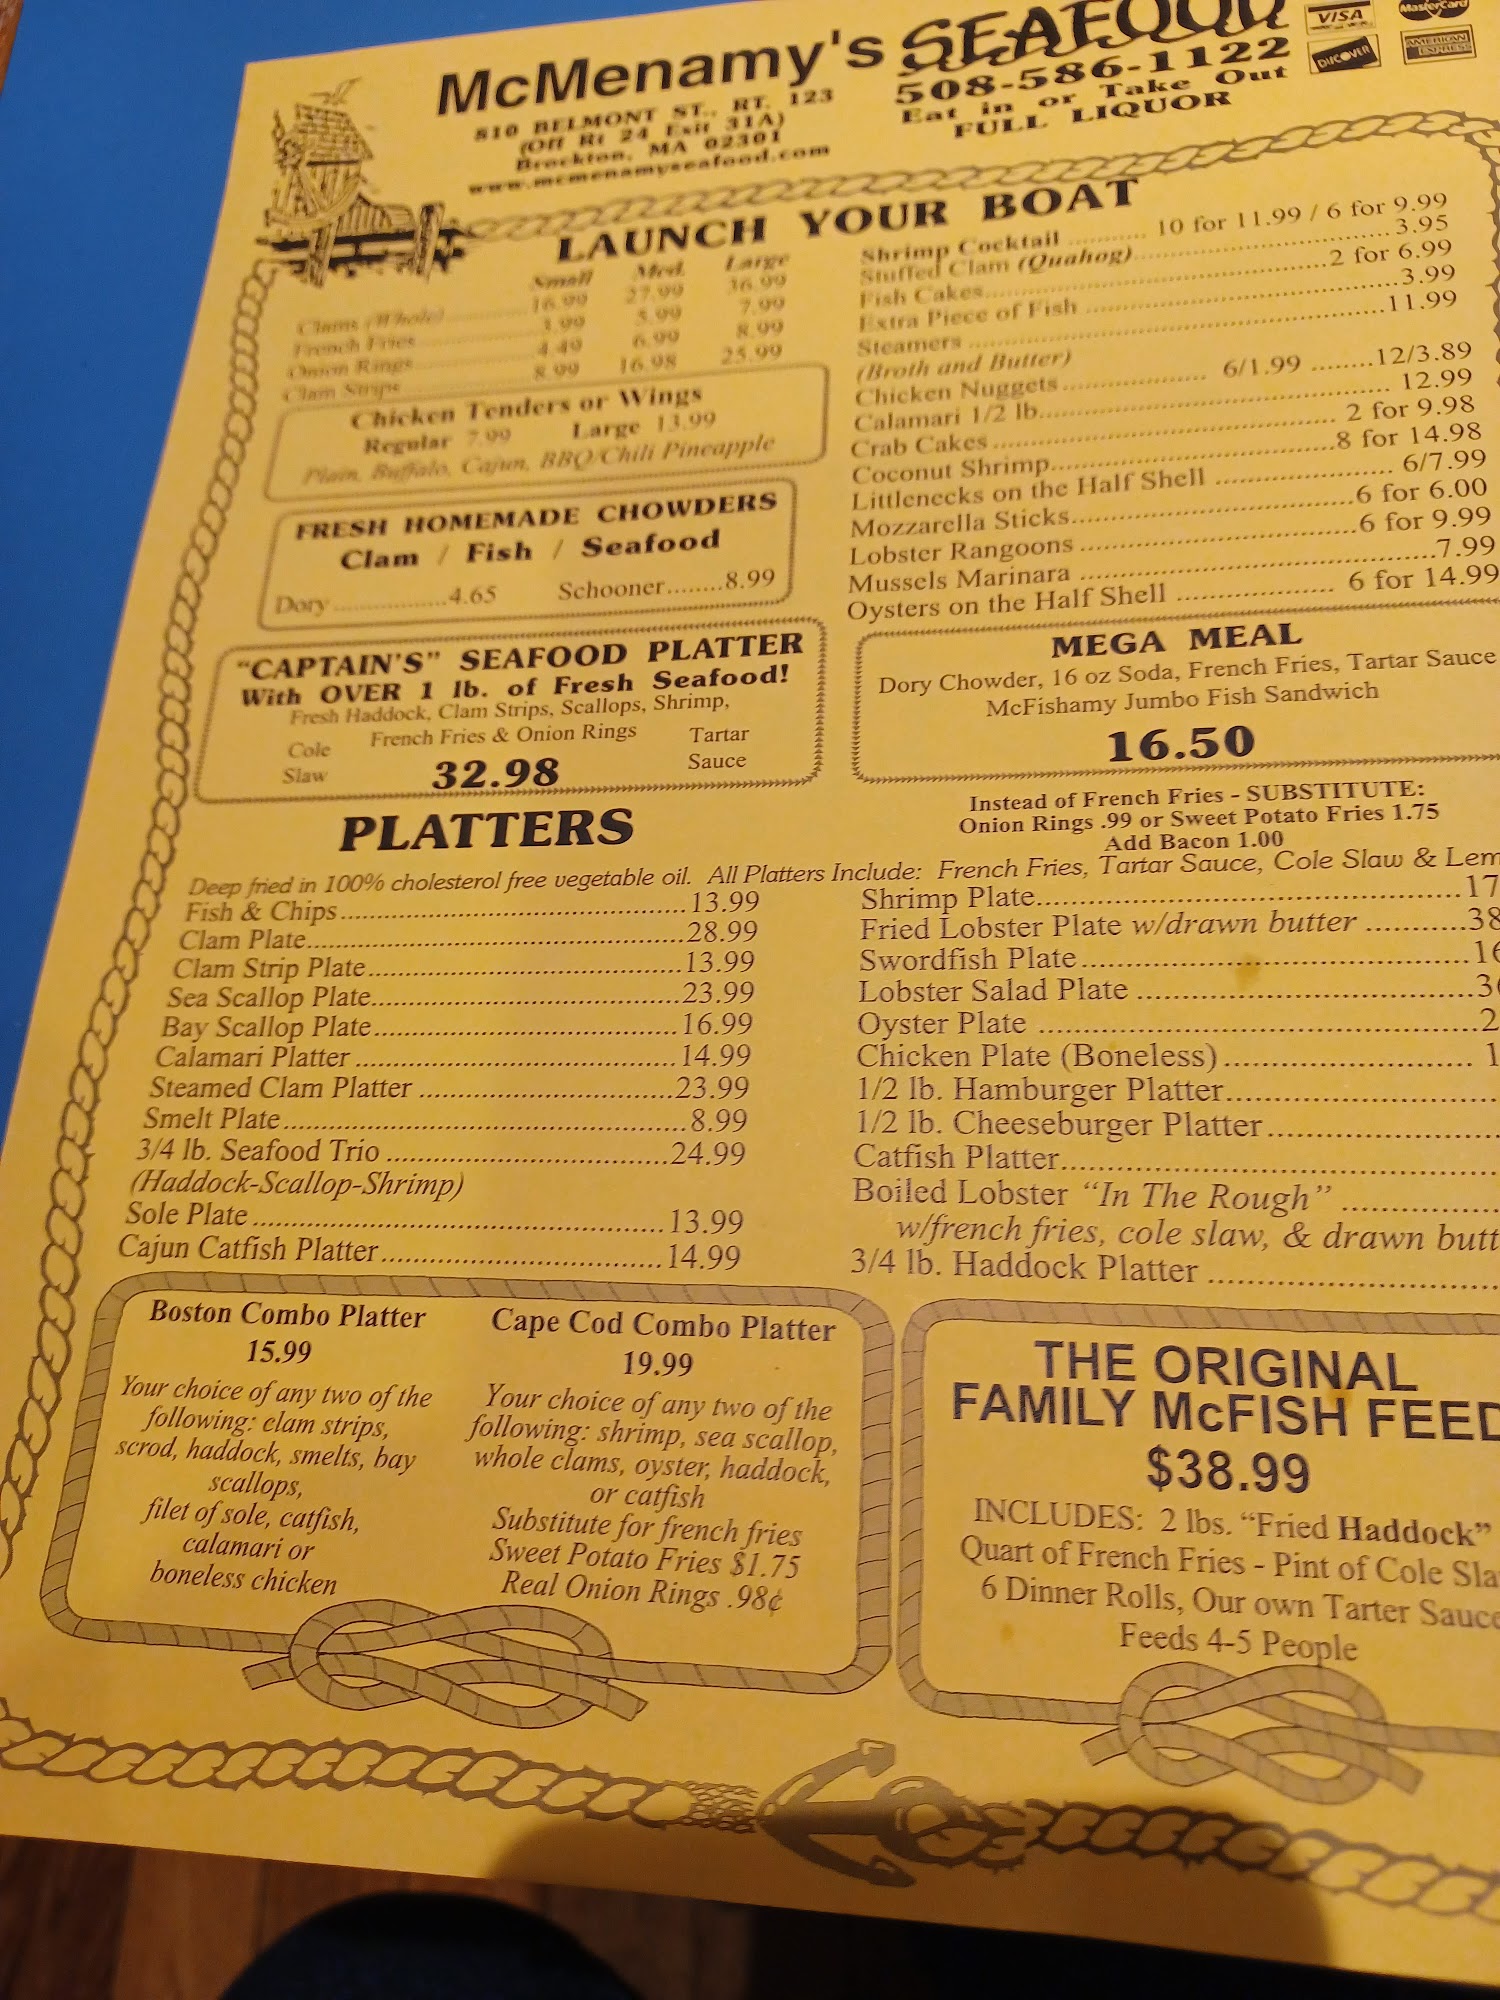 McMenamy's SEAFOOD
810 BELMONT ST., RT. 123
(Off Rt 24 Exit 31A)
Brockton, MA 02301
www.mcmenamyseafood.com
508-586-1122
Eat in or Take Out
FULL LIQUOR
VISA
MasterCard
DISCOVER
AMERICAN EXPRESS
LAUNCH YOUR BOAT
Small Med. Large
Clams (Whole) 16.99 27.99 36.99
French Fries 3.99 5.99 7.99
Onion Rings 4.49 6.99 8.99
Clam Strips 8.99 16.98 25.99
Chicken Tenders or Wings
Regular 7.99 Large 13.99
Plain, Buffalo, Cajun, BBQ/Chili Pineapple
FRESH HOMEMADE CHOWDERS
Clam / Fish / Seafood
Dory 4.65 Schooner 8.99
"CAPTAIN'S" SEAFOOD PLATTER
With OVER 1 lb. of Fresh Seafood!
Fresh Haddock, Clam Strips, Scallops, Shrimp,
French Fries & Onion Rings
Cole Slaw
Tartar Sauce
32.98
Shrimp Cocktail 10 for 11.99 / 6 for 9.99
Stuffed Clam (Quahog) 3.95
Fish Cakes 2 for 6.99
Extra Piece of Fish 3.99
Steamers 11.99
(Broth and Butter)
Chicken Nuggets 6/1.99 12/3.89
Calamari 1/2 lb. 12.99
Crab Cakes 2 for 9.98
Coconut Shrimp 8 for 14.98
Littlenecks on the Half Shell 6/7.99
Mozzarella Sticks 6 for 6.00
Lobster Rangoons 6 for 9.99
Mussels Marinara 7.99
Oysters on the Half Shell 6 for 14.99
MEGA MEAL
Dory Chowder, 16 oz Soda, French Fries, Tartar Sauce
McFishamy Jumbo Fish Sandwich
16.50
Instead of French Fries - SUBSTITUTE:
Onion Rings .99 or Sweet Potato Fries 1.75
Add Bacon 1.00
PLATTERS
Deep fried in 100% cholesterol free vegetable oil. All Platters Include: French Fries, Tartar Sauce, Cole Slaw & Lem
Fish & Chips 13.99
Clam Plate 28.99
Clam Strip Plate 13.99
Sea Scallop Plate 23.99
Bay Scallop Plate 16.99
Calamari Platter 14.99
Steamed Clam Platter 23.99
Smelt Plate 8.99
3/4 lb. Seafood Trio 24.99
(Haddock-Scallop-Shrimp)
Sole Plate 13.99
Cajun Catfish Platter 14.99
Shrimp Plate 17
Fried Lobster Plate w/drawn butter 38
Swordfish Plate 16
Lobster Salad Plate 3
Oyster Plate 2
Chicken Plate (Boneless) 1
1/2 lb. Hamburger Platter
1/2 lb. Cheeseburger Platter
Catfish Platter
Boiled Lobster "In The Rough"
w/french fries, cole slaw, & drawn butt
3/4 lb. Haddock Platter
Boston Combo Platter
15.99
Your choice of any two of the
following: clam strips,
scrod, haddock, smelts, bay
scallops,
filet of sole, catfish,
calamari or
boneless chicken
Cape Cod Combo Platter
19.99
Your choice of any two of the
following: shrimp, sea scallop,
whole clams, oyster, haddock,
or catfish
Substitute for french fries
Sweet Potato Fries $1.75
Real Onion Rings .98¢
THE ORIGINAL
FAMILY McFISH FEED
$38.99
INCLUDES: 2 lbs. "Fried Haddock"
Quart of French Fries - Pint of Cole Sla
6 Dinner Rolls, Our own Tarter Sauce
Feeds 4-5 People